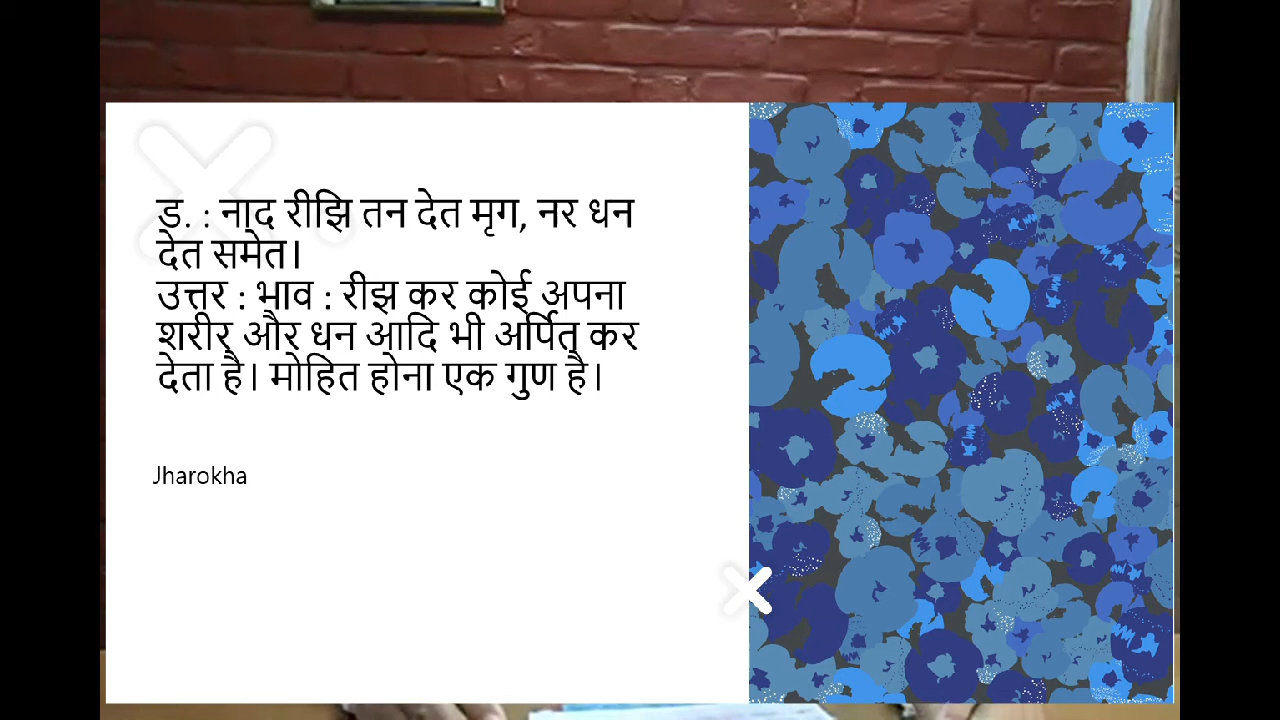 ड. : नाद रीझि तन देत मृग, नर धन
देत समेत।
उत्तर : भाव : रीझ कर कोई अपना
शरीर और धन आदि भी अर्पित कर
देता है। मोहित होना एक गुण है।
Jharokha